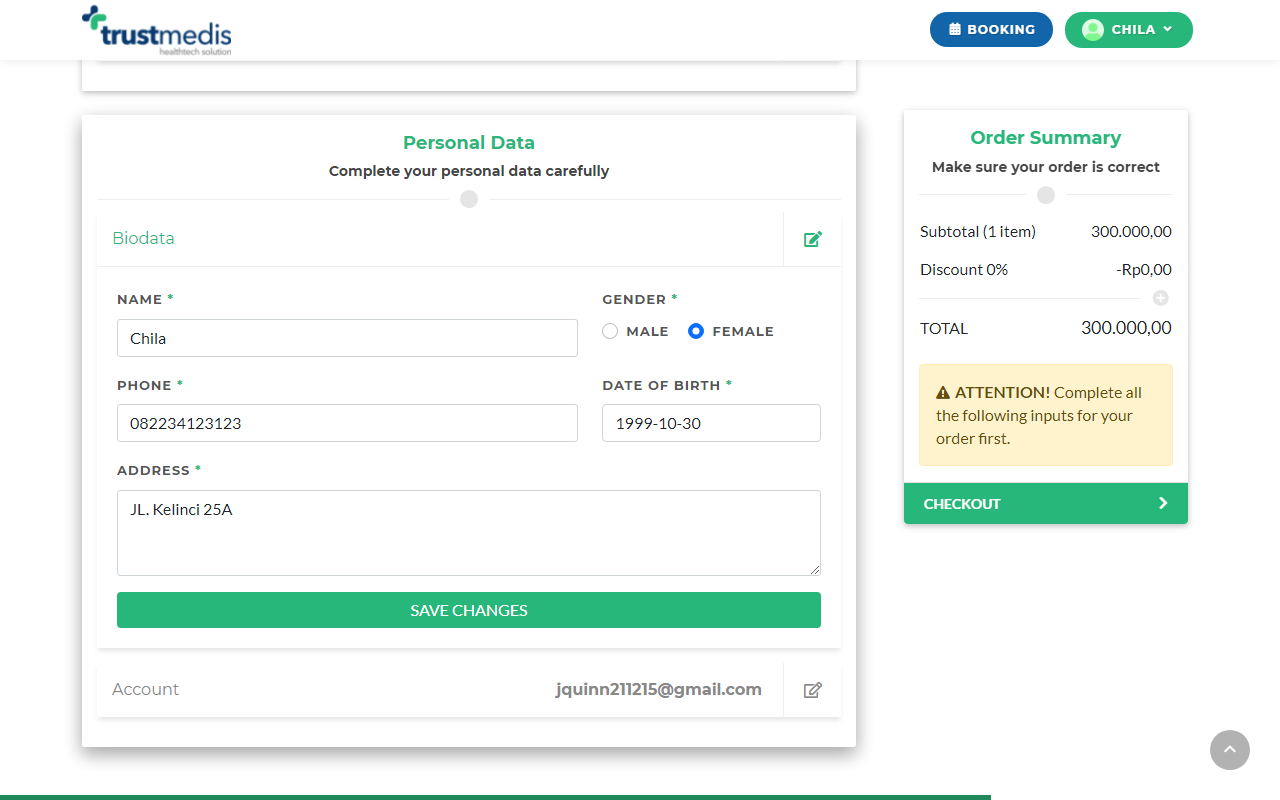 trustmedis
healthtech solution
BOOKING
CHILA
Personal Data
Complete your personal data carefully
Biodata
NAME *
Chila
GENDER *
MALE
FEMALE
PHONE *
082234123123
DATE OF BIRTH *
1999-10-30
ADDRESS *
JL. Kelinci 25A
SAVE CHANGES
Account
jquinn211215@gmail.com
Order Summary
Make sure your order is correct
Subtotal (1 item) 300.000,00
Discount 0% -Rp0,00
TOTAL 300.000,00
ATTENTION! Complete all
the following inputs for your
order first.
CHECKOUT